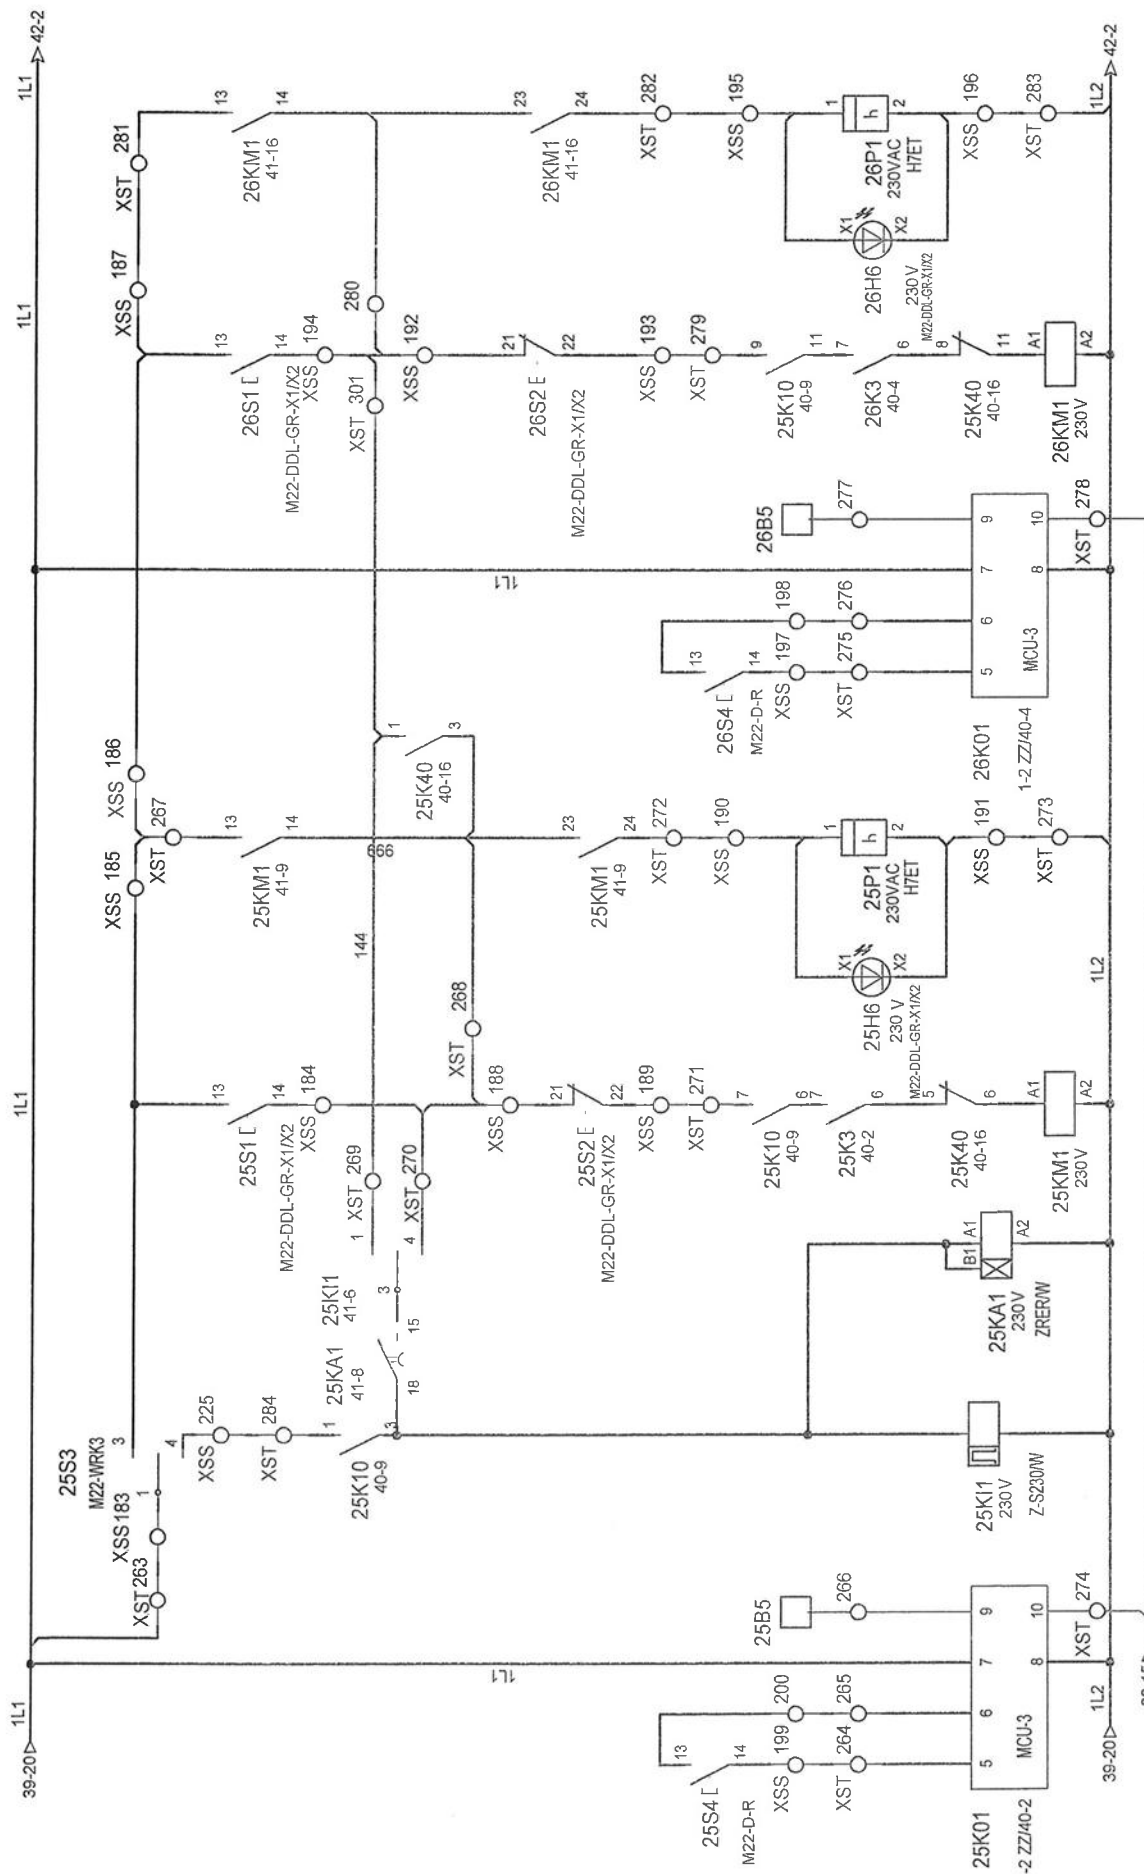 39-20
1L1
1L1
1L1
1L1
42-2
25S3
M22-WRK3
3
4
1
XSS 183
XST 263
XSS 225
XST 284
1
3
25K10
40-9
25KA1
41-8
18
15
25KI1
41-6
3
1
4
XST 269
XST 270
144
999
13
14
25S1
M22-DDL-GR-X1/X2
XSS 184
XSS 188
XST 268
21
22
25S2
M22-DDL-GR-X1/X2
XSS 189
XST 271
7
6
25K10
40-9
7
6
25K3
40-2
5
6
25K40
40-16
A1
A2
25KM1
230 V
XSS 185
XSS 186
XST 267
13
14
25KM1
41-9
23
24
25KM1
41-9
XST 272
XSS 190
1
2
h
25P1
230VAC
H7ET
X1
X2
25H6
230 V
M22-DDL-GR-X1/X2
XSS 191
XST 273
1
3
25K40
40-16
XSS 187
XST 281
13
14
26S1
M22-DDL-GR-X1/X2
XSS 194
XST 301
280
XSS 192
21
22
26S2
M22-DDL-GR-X1/X2
XSS 193
XST 279
9
11
25K10
40-9
7
6
26K3
40-4
8
11
25K40
40-16
A1
A2
26KM1
230 V
13
14
26KM1
41-16
23
24
26KM1
41-16
XST 282
XSS 195
1
2
h
26P1
230VAC
H7ET
X1
X2
26H6
230 V
M22-DDL-GR-X1/X2
XSS 196
XST 283
1L2
13
14
25S4
M22-D-R
XSS 199
200
XST 264
265
1L1
25B5
266
5
6
7
9
MCU-3
8
10
25K01
-2 ZZ/40-2
XST 274
25KI1
230 V
Z-S230/W
B1
A1
A2
25KA1
230 V
ZRER/W
13
14
26S4
M22-D-R
XSS 197
198
XST 275
276
1L1
26B5
277
5
6
7
9
MCU-3
8
10
26K01
1-2 ZZ/40-4
XST 278
39-20
1L2
1L2
42-2